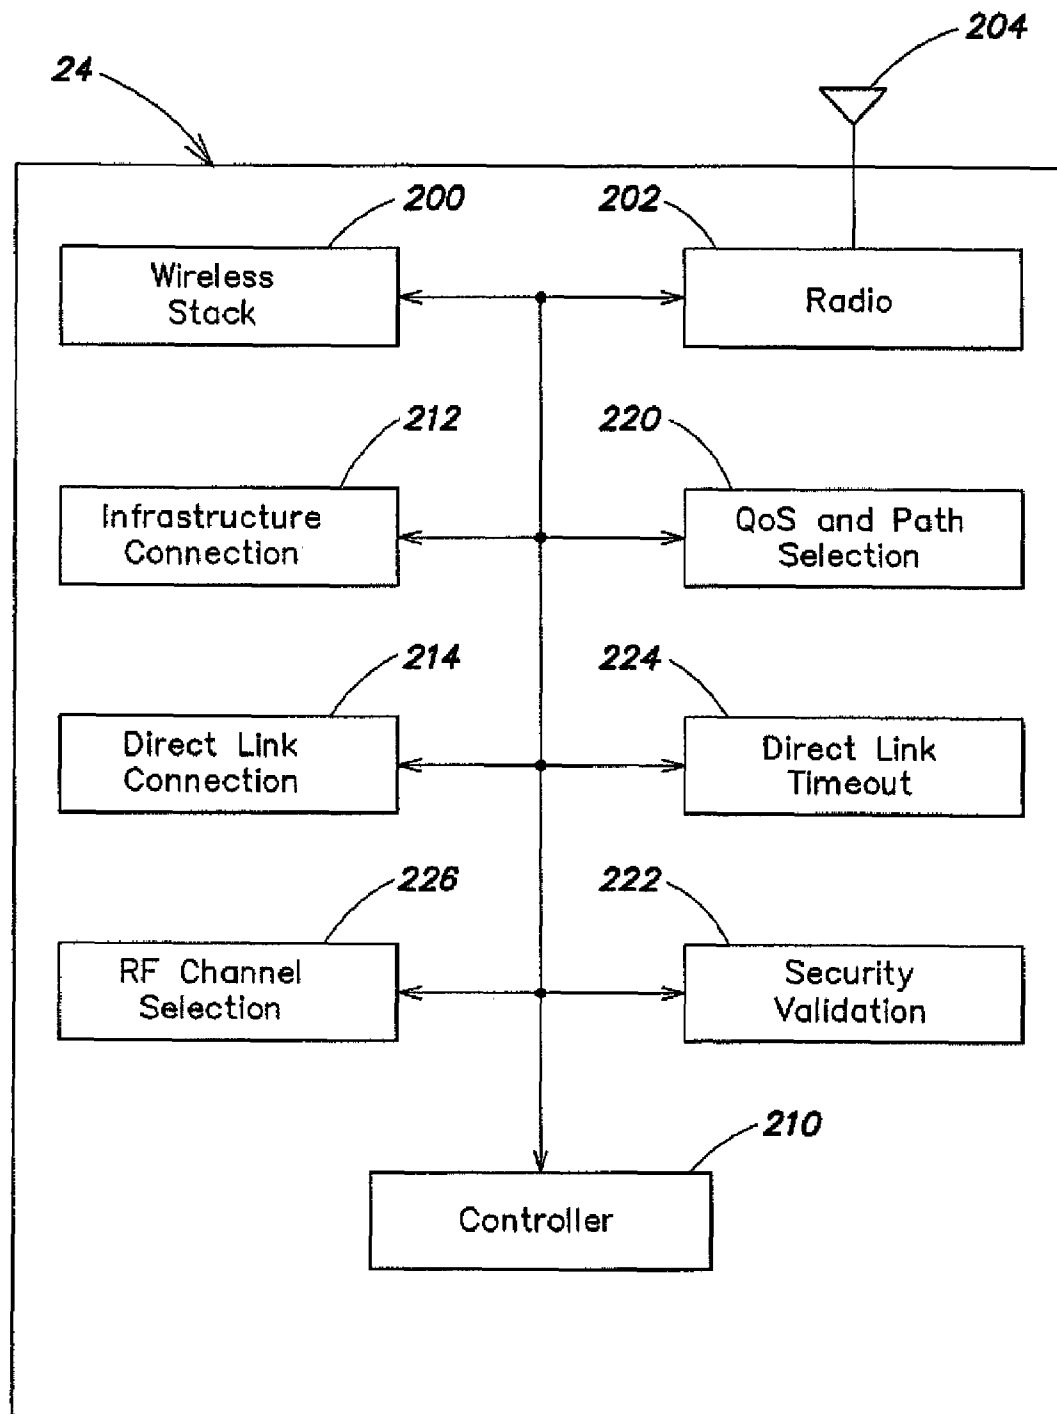 204
24
200
202
Wireless
Stack
Radio
212
220
Infrastructure
Connection
QoS and Path
Selection
214
224
Direct Link
Connection
Direct Link
Timeout
226
222
RF Channel
Selection
Security
Validation
210
Controller